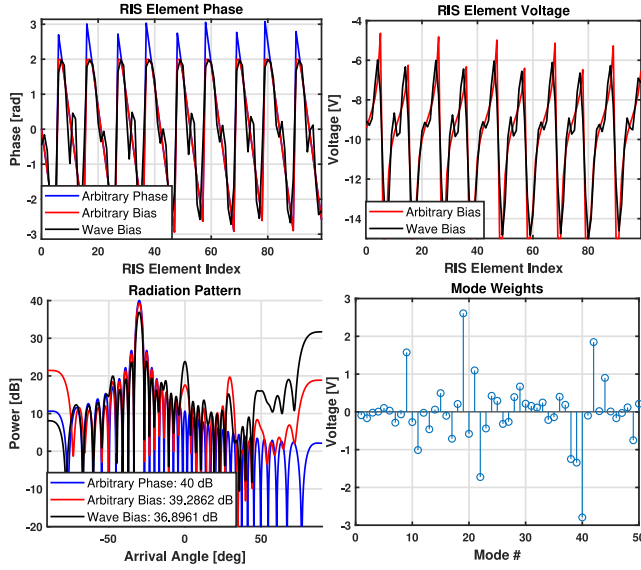 RIS Element Phase
3
2
1
0
-1
-2
-3
Phase [rad]
Arbitrary Phase
Arbitrary Bias
Wave Bias
0 20 40 60 80
RIS Element Index
RIS Element Voltage
-6
-8
-10
-12
-14
Voltage [V]
Arbitrary Bias
Wave Bias
0 20 40 60 80
RIS Element Index
Radiation Pattern
40
30
20
10
0
-10
-20
Power [dB]
Arbitrary Phase: 40 dB
Arbitrary Bias: 39.2862 dB
Wave Bias: 36.8961 dB
-50 0 50
Arrival Angle [deg]
Mode Weights
3
2
1
0
-1
-2
-3
Voltage [V]
0 10 20 30 40 50
Mode #